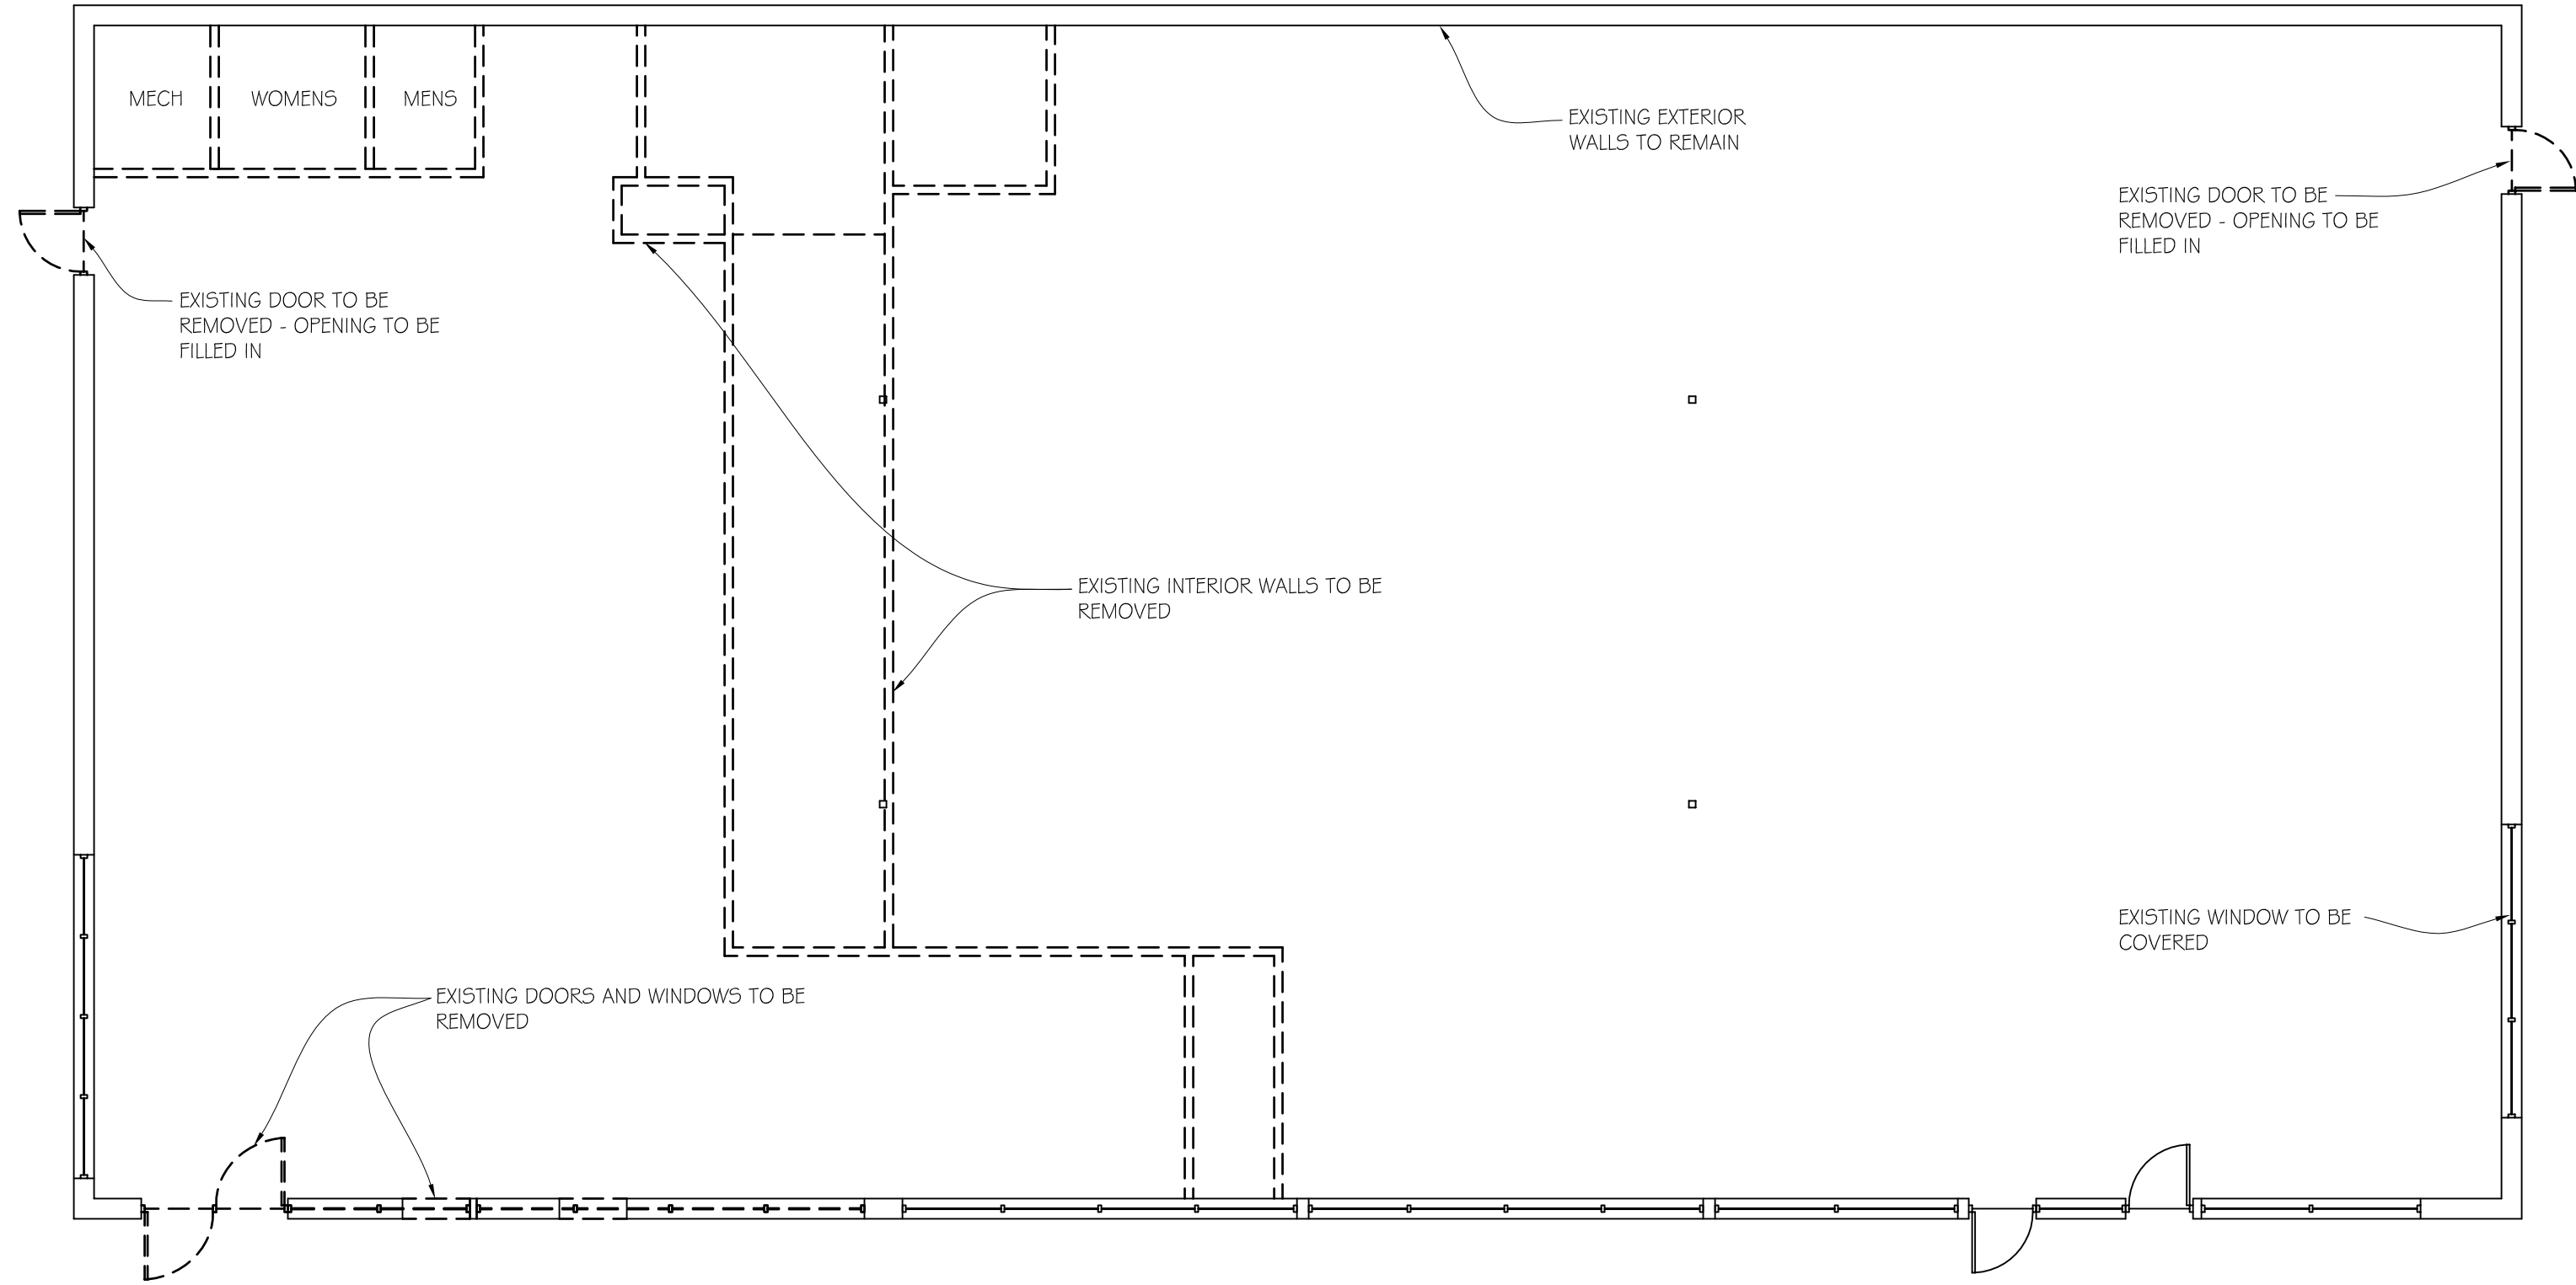 MECH
WOMENS
MENS
EXISTING EXTERIOR
WALLS TO REMAIN
EXISTING DOOR TO BE
REMOVED - OPENING TO BE
FILLED IN
EXISTING DOOR TO BE
REMOVED - OPENING TO BE
FILLED IN
EXISTING INTERIOR WALLS TO BE
REMOVED
EXISTING WINDOW TO BE
COVERED
EXISTING DOORS AND WINDOWS TO BE
REMOVED